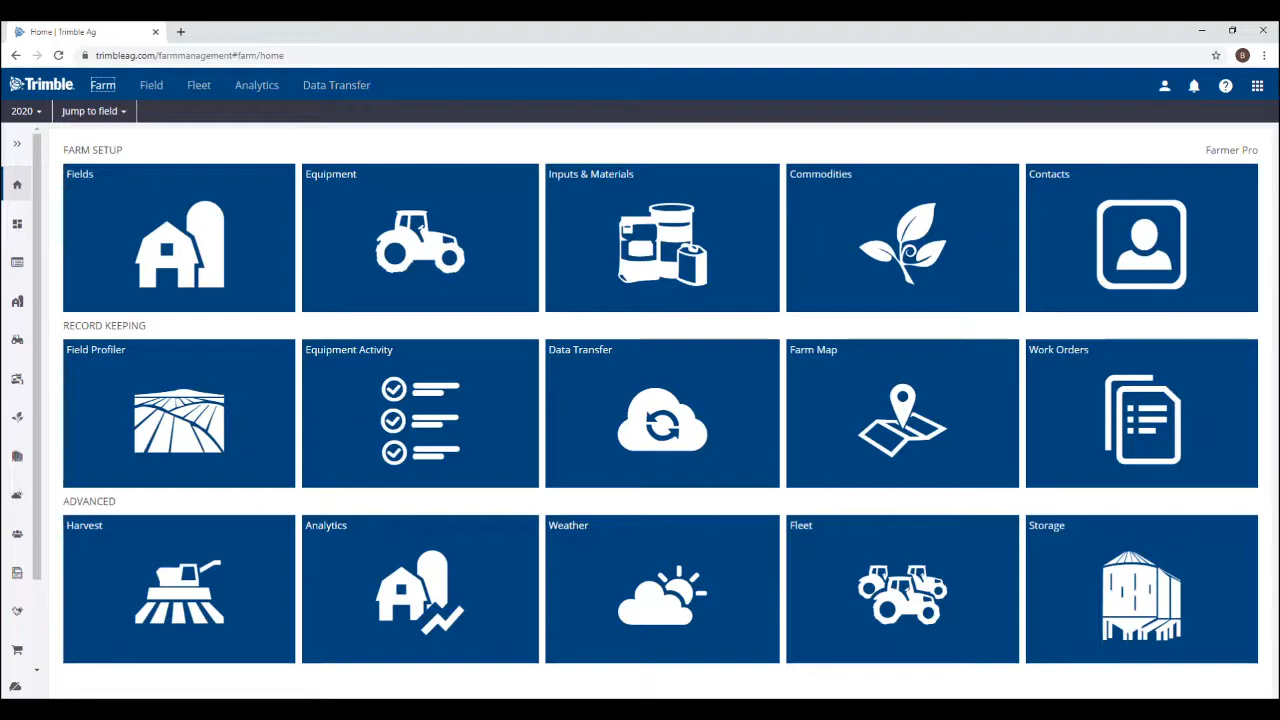 Home | Trimble Ag
trimbleag.com/farmmanagement#farm/home
B
Trimble. Farm Field Fleet Analytics Data Transfer
2020 Jump to field
FARM SETUP Farmer Pro
Fields Equipment Inputs & Materials Commodities Contacts
RECORD KEEPING
Field Profiler Equipment Activity Data Transfer Farm Map Work Orders
ADVANCED
Harvest Analytics Weather Fleet Storage